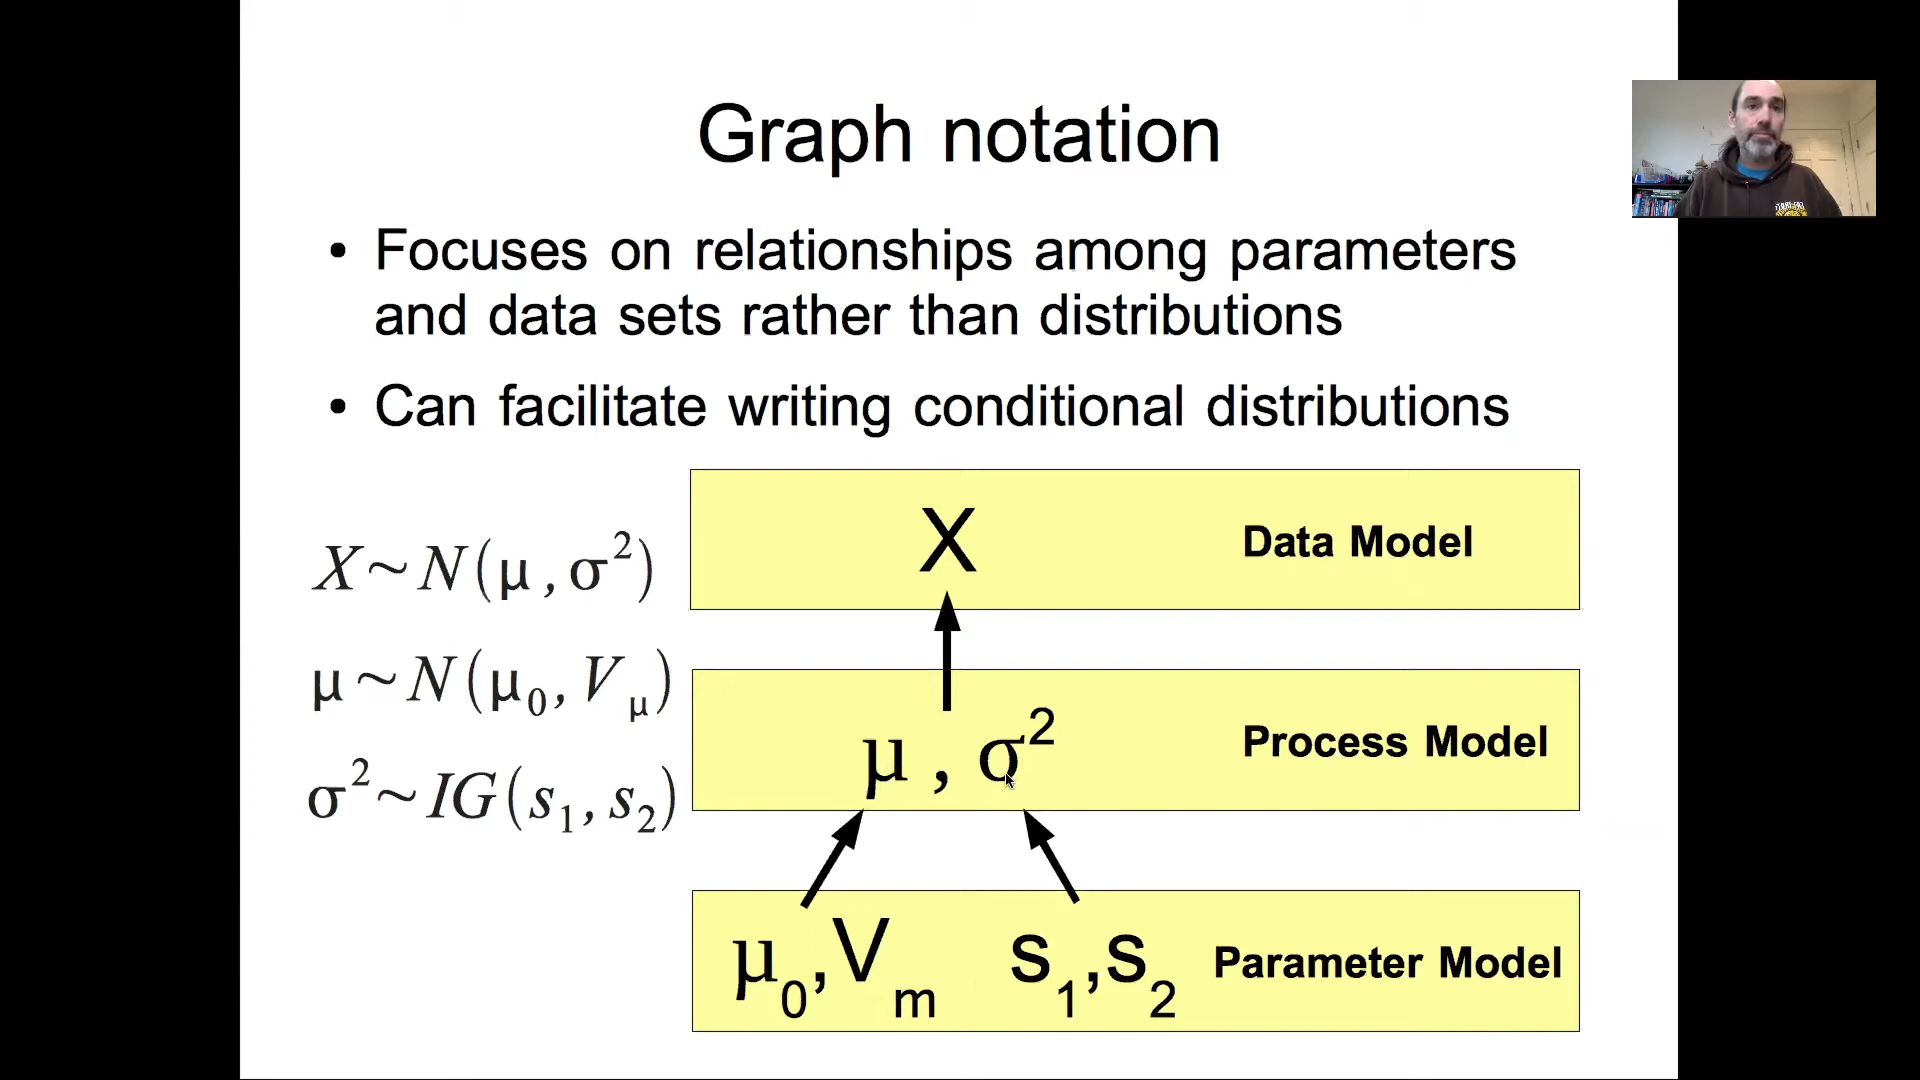 Graph notation
• Focuses on relationships among parameters
and data sets rather than distributions
• Can facilitate writing conditional distributions
X~N(μ,σ²)
μ~N(μ₀,V_μ)
σ²~IG(s₁,s₂)
X Data Model
μ, σ² Process Model
μ₀,V_m s₁,s₂ Parameter Model